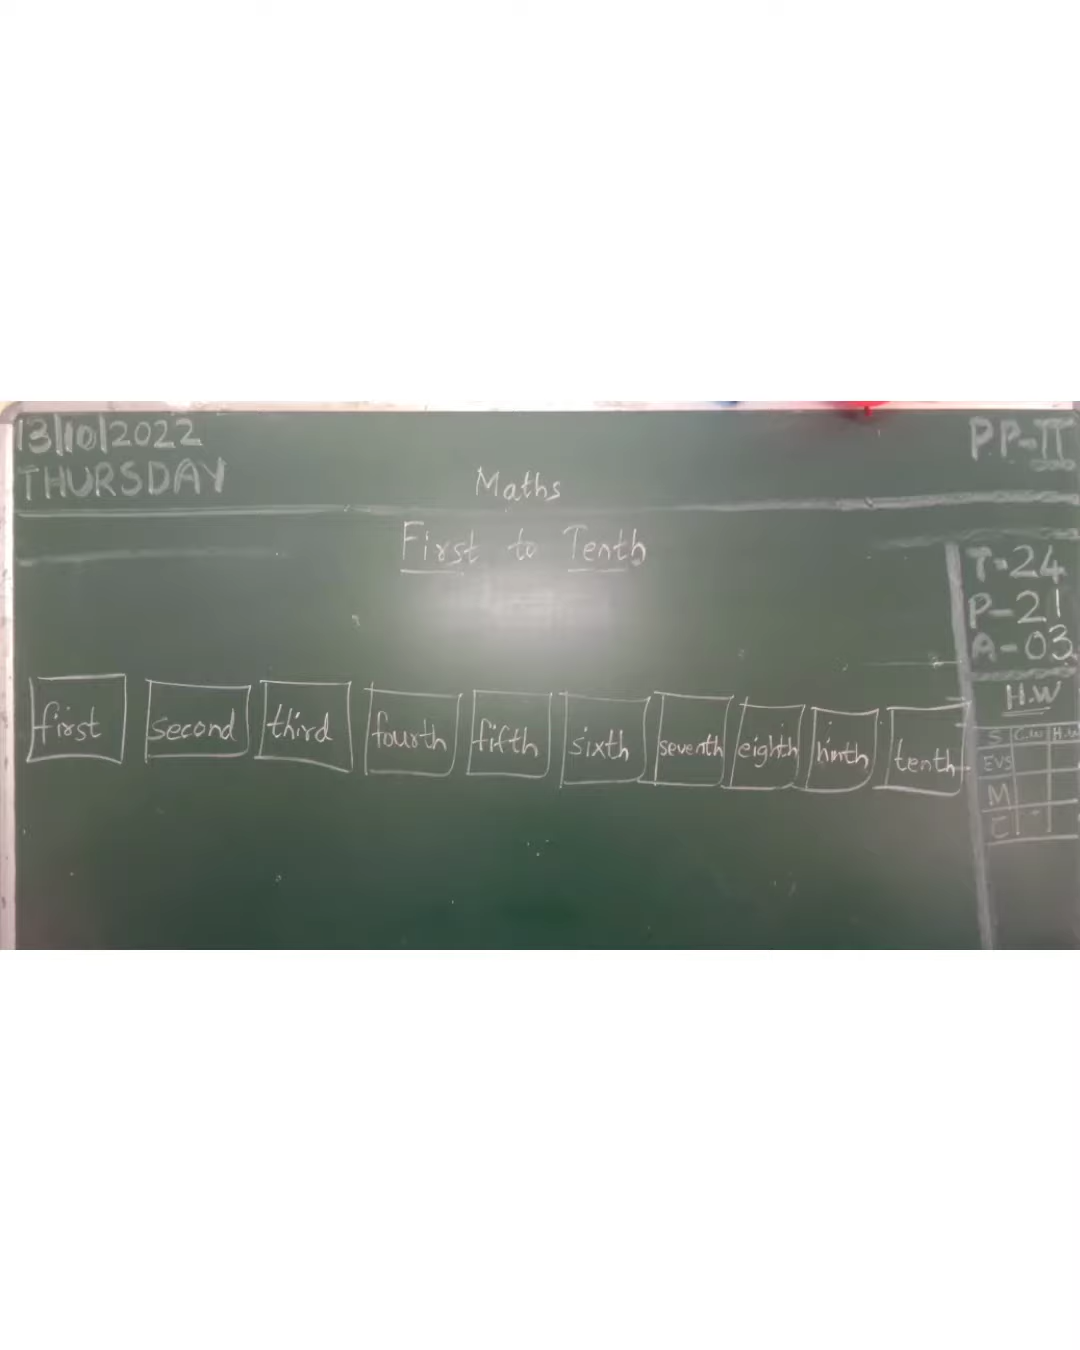 13/10/2022
THURSDAY
PP-II
Maths
First to Tenth
T-24
P-21
A-03
H.W
first second third fourth fifth sixth seventh eighth ninth tenth
S C.W H.W
EVS
M
E